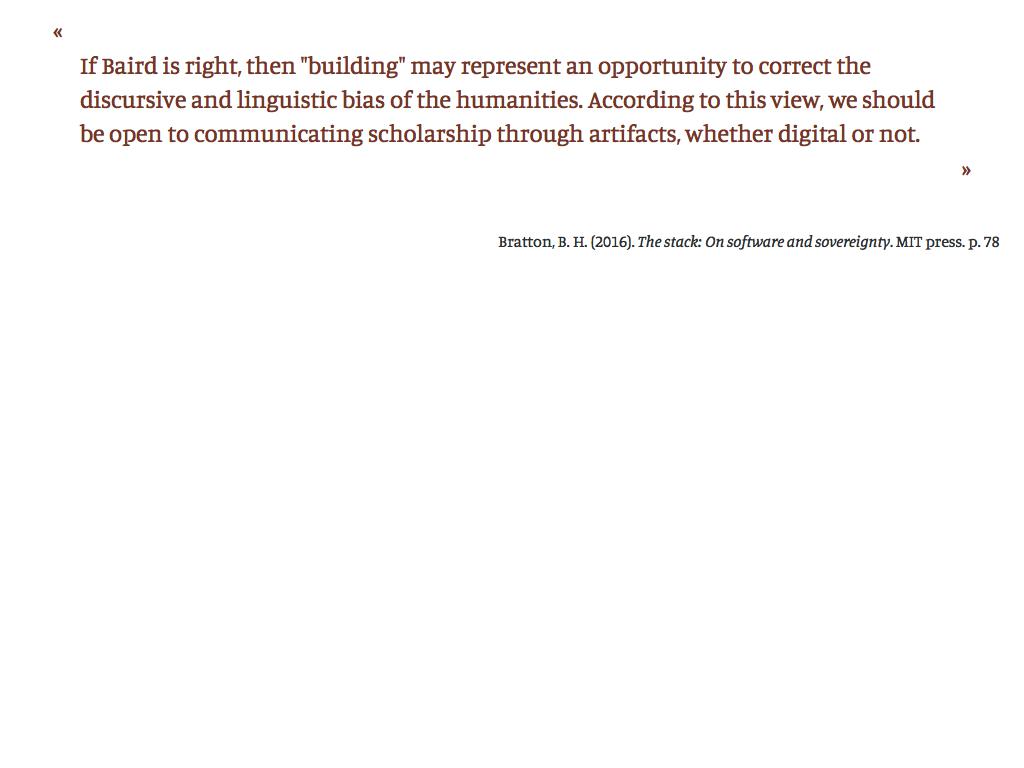 «
If Baird is right, then "building" may represent an opportunity to correct the
discursive and linguistic bias of the humanities. According to this view, we should
be open to communicating scholarship through artifacts, whether digital or not.
»
Bratton, B. H. (2016). The stack: On software and sovereignty. MIT press. p. 78